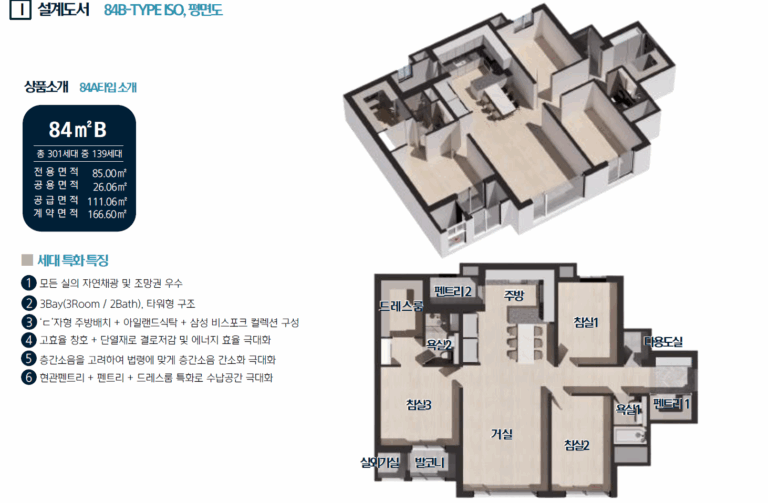 I 설계도서 84B-TYPE ISO, 평면도
상품소개 84A타입 소개
84㎡B
총 301세대 중 139세대
전용면적 85.00㎡
공용면적 26.06㎡
공급면적 111.06㎡
계약면적 166.60㎡
세대 특화 특징
1 모든 실의 자연채광 및 조망권 우수
2 3Bay(3Room / 2Bath), 타워형 구조
3 'ㄷ'자형 주방배치 + 아일랜드식탁 + 삼성 비스포크 컬렉션 구성
4 고효율 창호 + 단열재로 결로저감 및 에너지 효율 극대화
5 층간소음을 고려하여 법령에 맞게 층간소음 간소화 극대화
6 현관펜트리 + 펜트리 + 드레스룸 특화로 수납공간 극대화
드레스룸
펜트리2
주방
욕실2
침실1
다용도실
침실3
거실
침실2
욕실1
펜트리1
실외기실
발코니